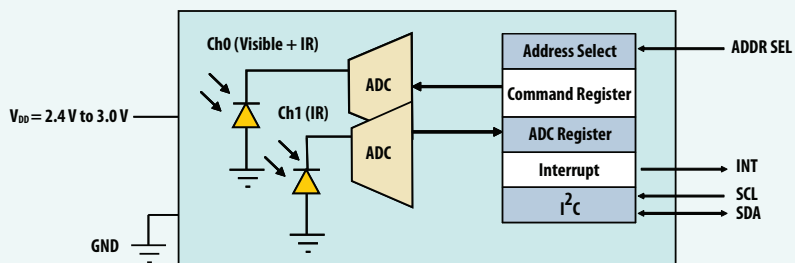 Ch0 (Visible + IR)
ADC
Ch1 (IR)
ADC
V_DD = 2.4 V to 3.0 V
GND
Address Select
Command Register
ADC Register
Interrupt
I²C
ADDR SEL
INT
SCL
SDA